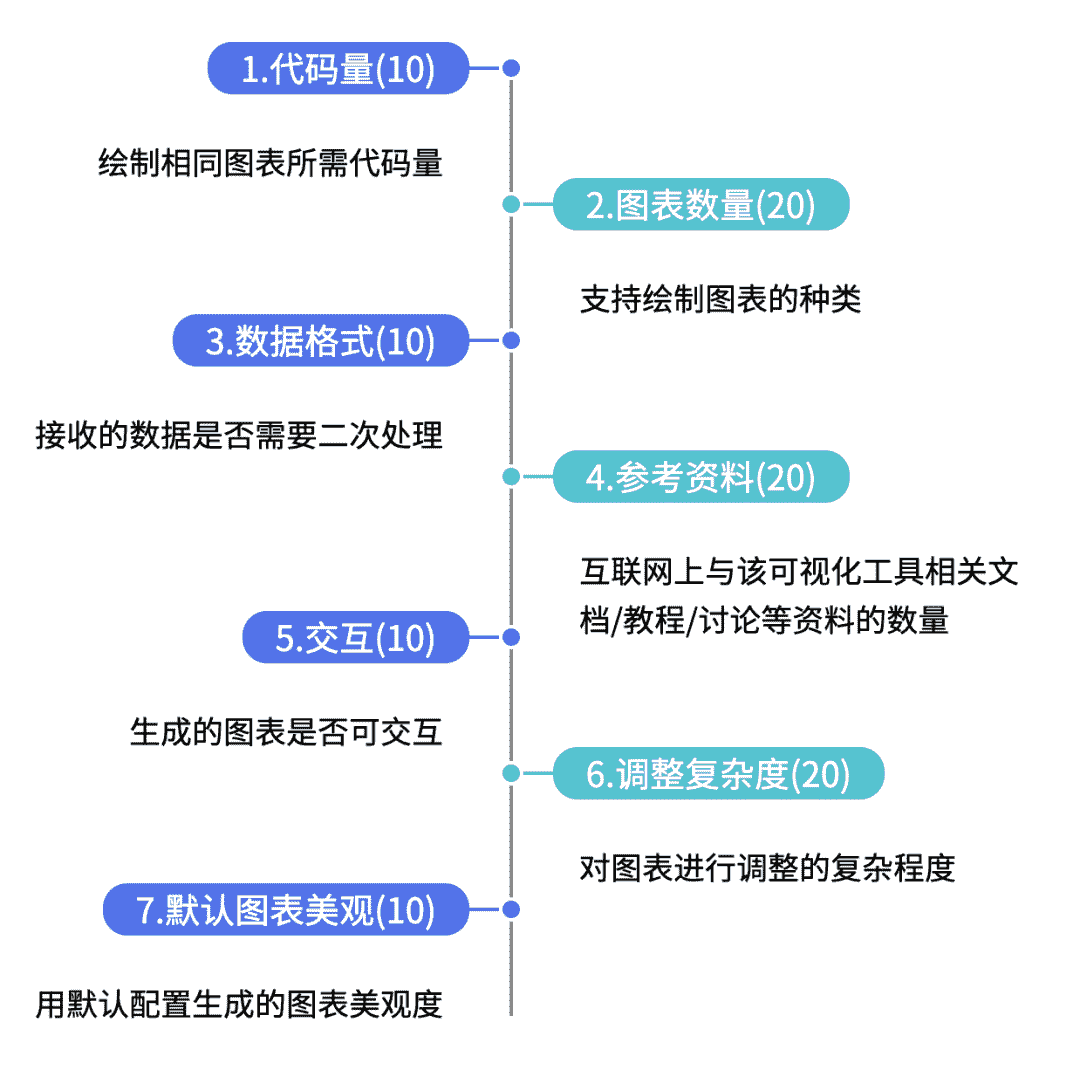 1.代码量(10)
绘制相同图表所需代码量
2.图表数量(20)
支持绘制图表的种类
3.数据格式(10)
接收的数据是否需要二次处理
4.参考资料(20)
互联网上与该可视化工具相关文
档/教程/讨论等资料的数量
5.交互(10)
生成的图表是否可交互
6.调整复杂度(20)
对图表进行调整的复杂程度
7.默认图表美观(10)
用默认配置生成的图表美观度